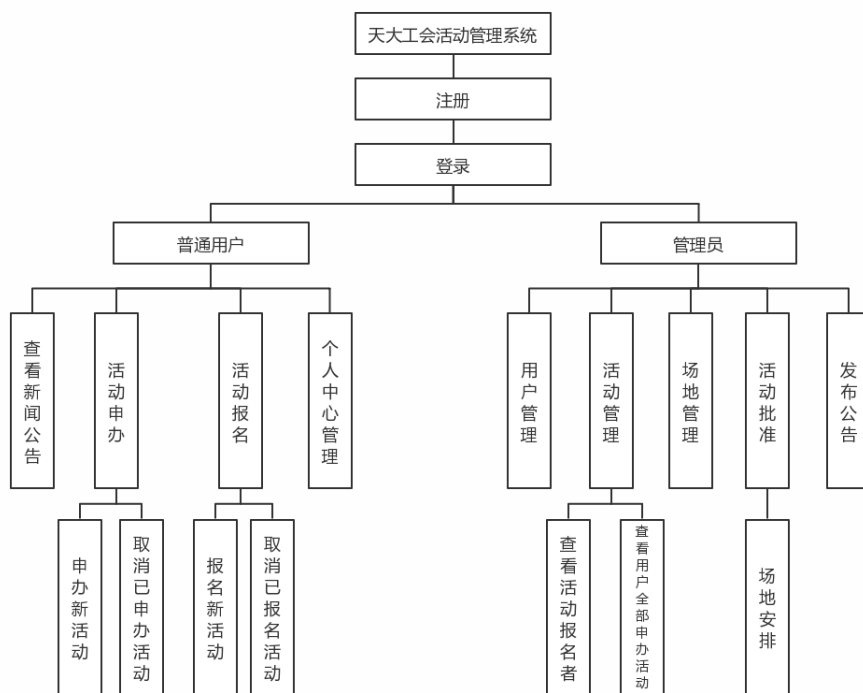 天大工会活动管理系统
注册
登录
普通用户
管理员
查看新闻公告
活动申办
活动报名
个人中心管理
用户管理
活动管理
场地管理
活动批准
发布公告
申办新活动
取消已申办活动
报名新活动
取消已报名活动
查看活动报名者
查看用户全部申办活动
场地安排